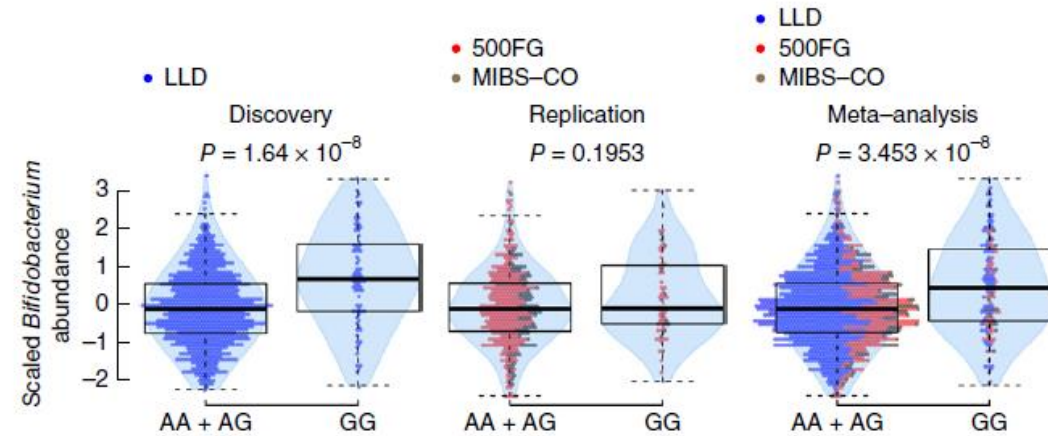 LLD
500FG
MIBS–CO
LLD
500FG
MIBS–CO
Discovery
Replication
Meta–analysis
P = 1.64 × 10⁻⁸
P = 0.1953
P = 3.453 × 10⁻⁸
Scaled Bifidobacterium
abundance
3
2
1
0
–1
–2
AA + AG
GG
AA + AG
GG
AA + AG
GG